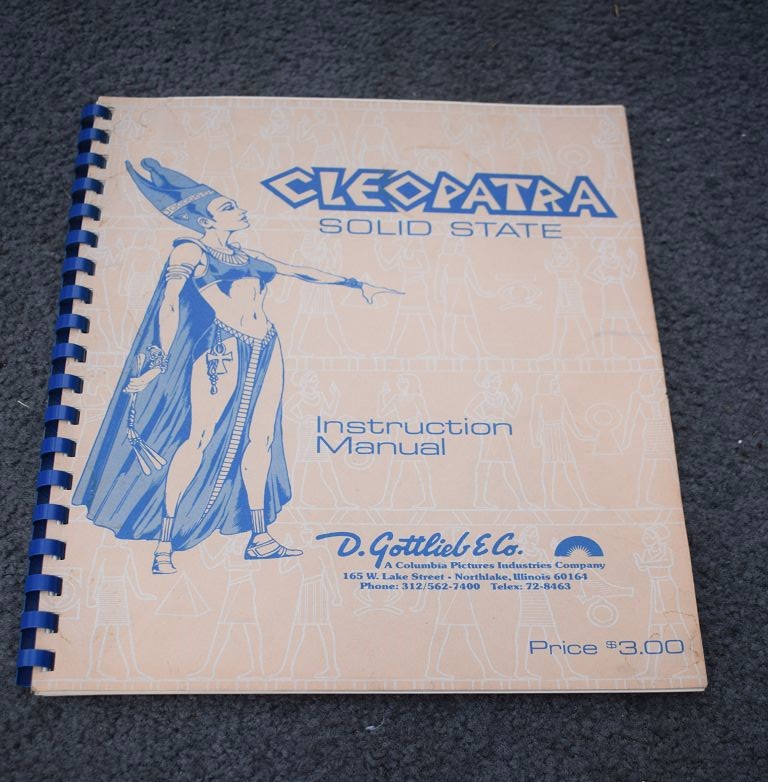 CLEOPATRA
SOLID STATE
Instruction
Manual
D. Gottlieb & Co.
A Columbia Pictures Industries Company
165 W. Lake Street - Northlake, Illinois 60164
Phone: 312/562-7400 Telex: 72-8463
Price $3.00